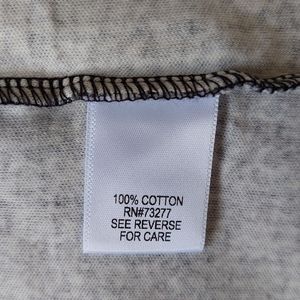 100% COTTON
RN#73277
SEE REVERSE
FOR CARE